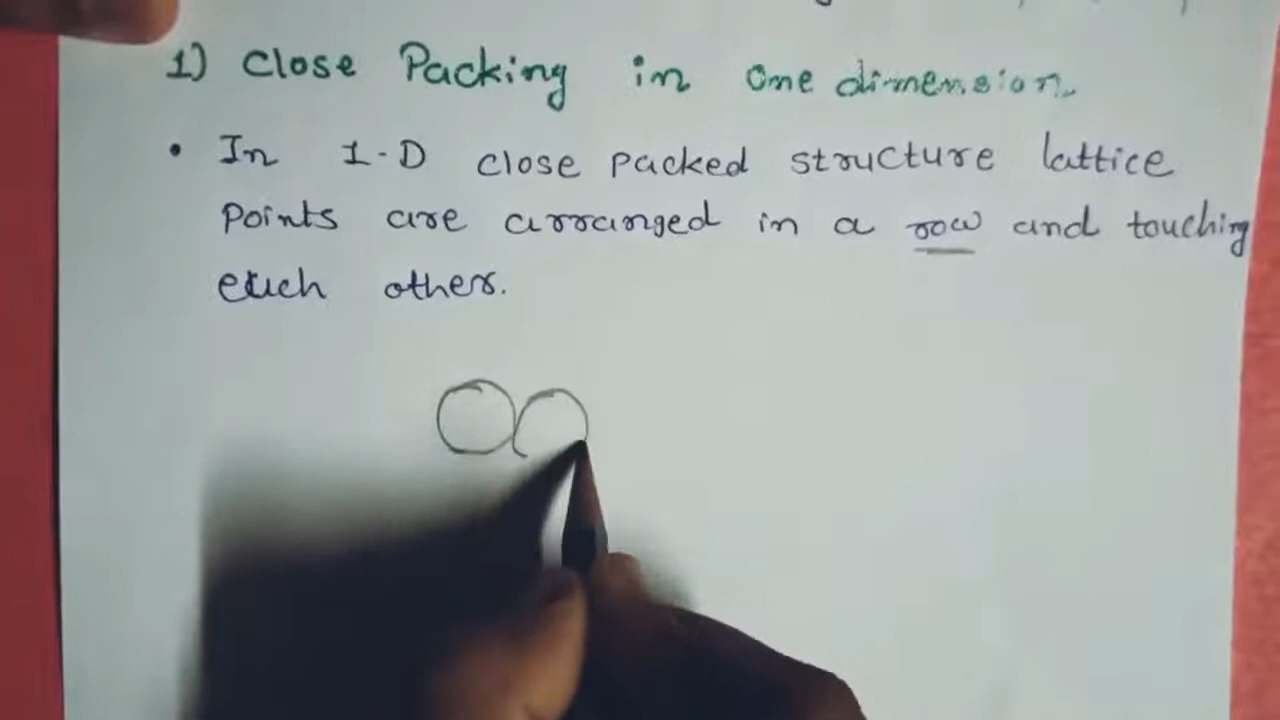 1) Close Packing in One dimension.
• In 1-D close packed structure lattice
Points are arranged in a row and touching
each other.